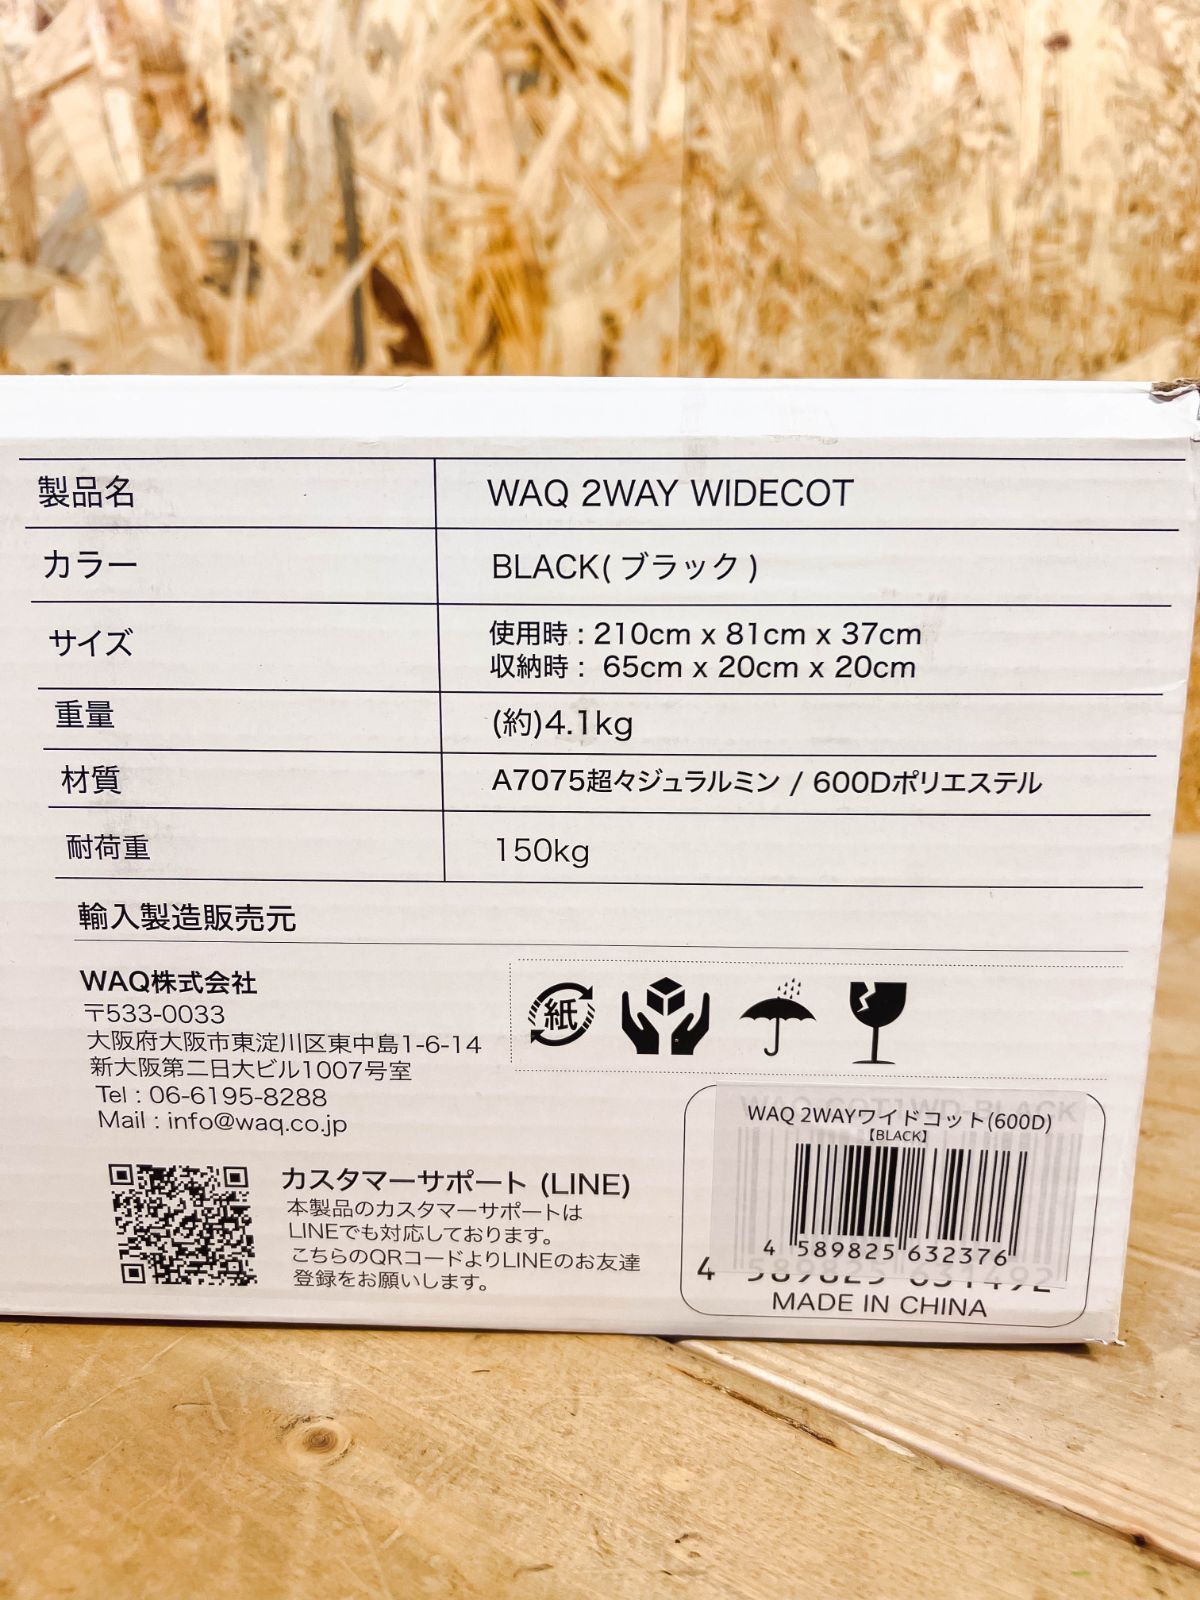 製品名 WAQ 2WAY WIDECOT
カラー BLACK( ブラック )
サイズ 使用時 : 210cm x 81cm x 37cm
収納時 : 65cm x 20cm x 20cm
重量 (約)4.1kg
材質 A7075超々ジュラルミン / 600Dポリエステル
耐荷重 150kg
輸入製造販売元
WAQ株式会社
〒533-0033
大阪府大阪市東淀川区東中島1-6-14
新大阪第二日大ビル1007号室
Tel : 06-6195-8288
Mail : info@waq.co.jp
紙
カスタマーサポート (LINE)
本製品のカスタマーサポートは
LINEでも対応しております。
こちらのQRコードよりLINEのお友達
登録をお願いします。
WAQ-COT1WD-BLACK
WAQ 2WAYワイドコット(600D)
【BLACK】
4 589825 632376
4 589825 631492
MADE IN CHINA